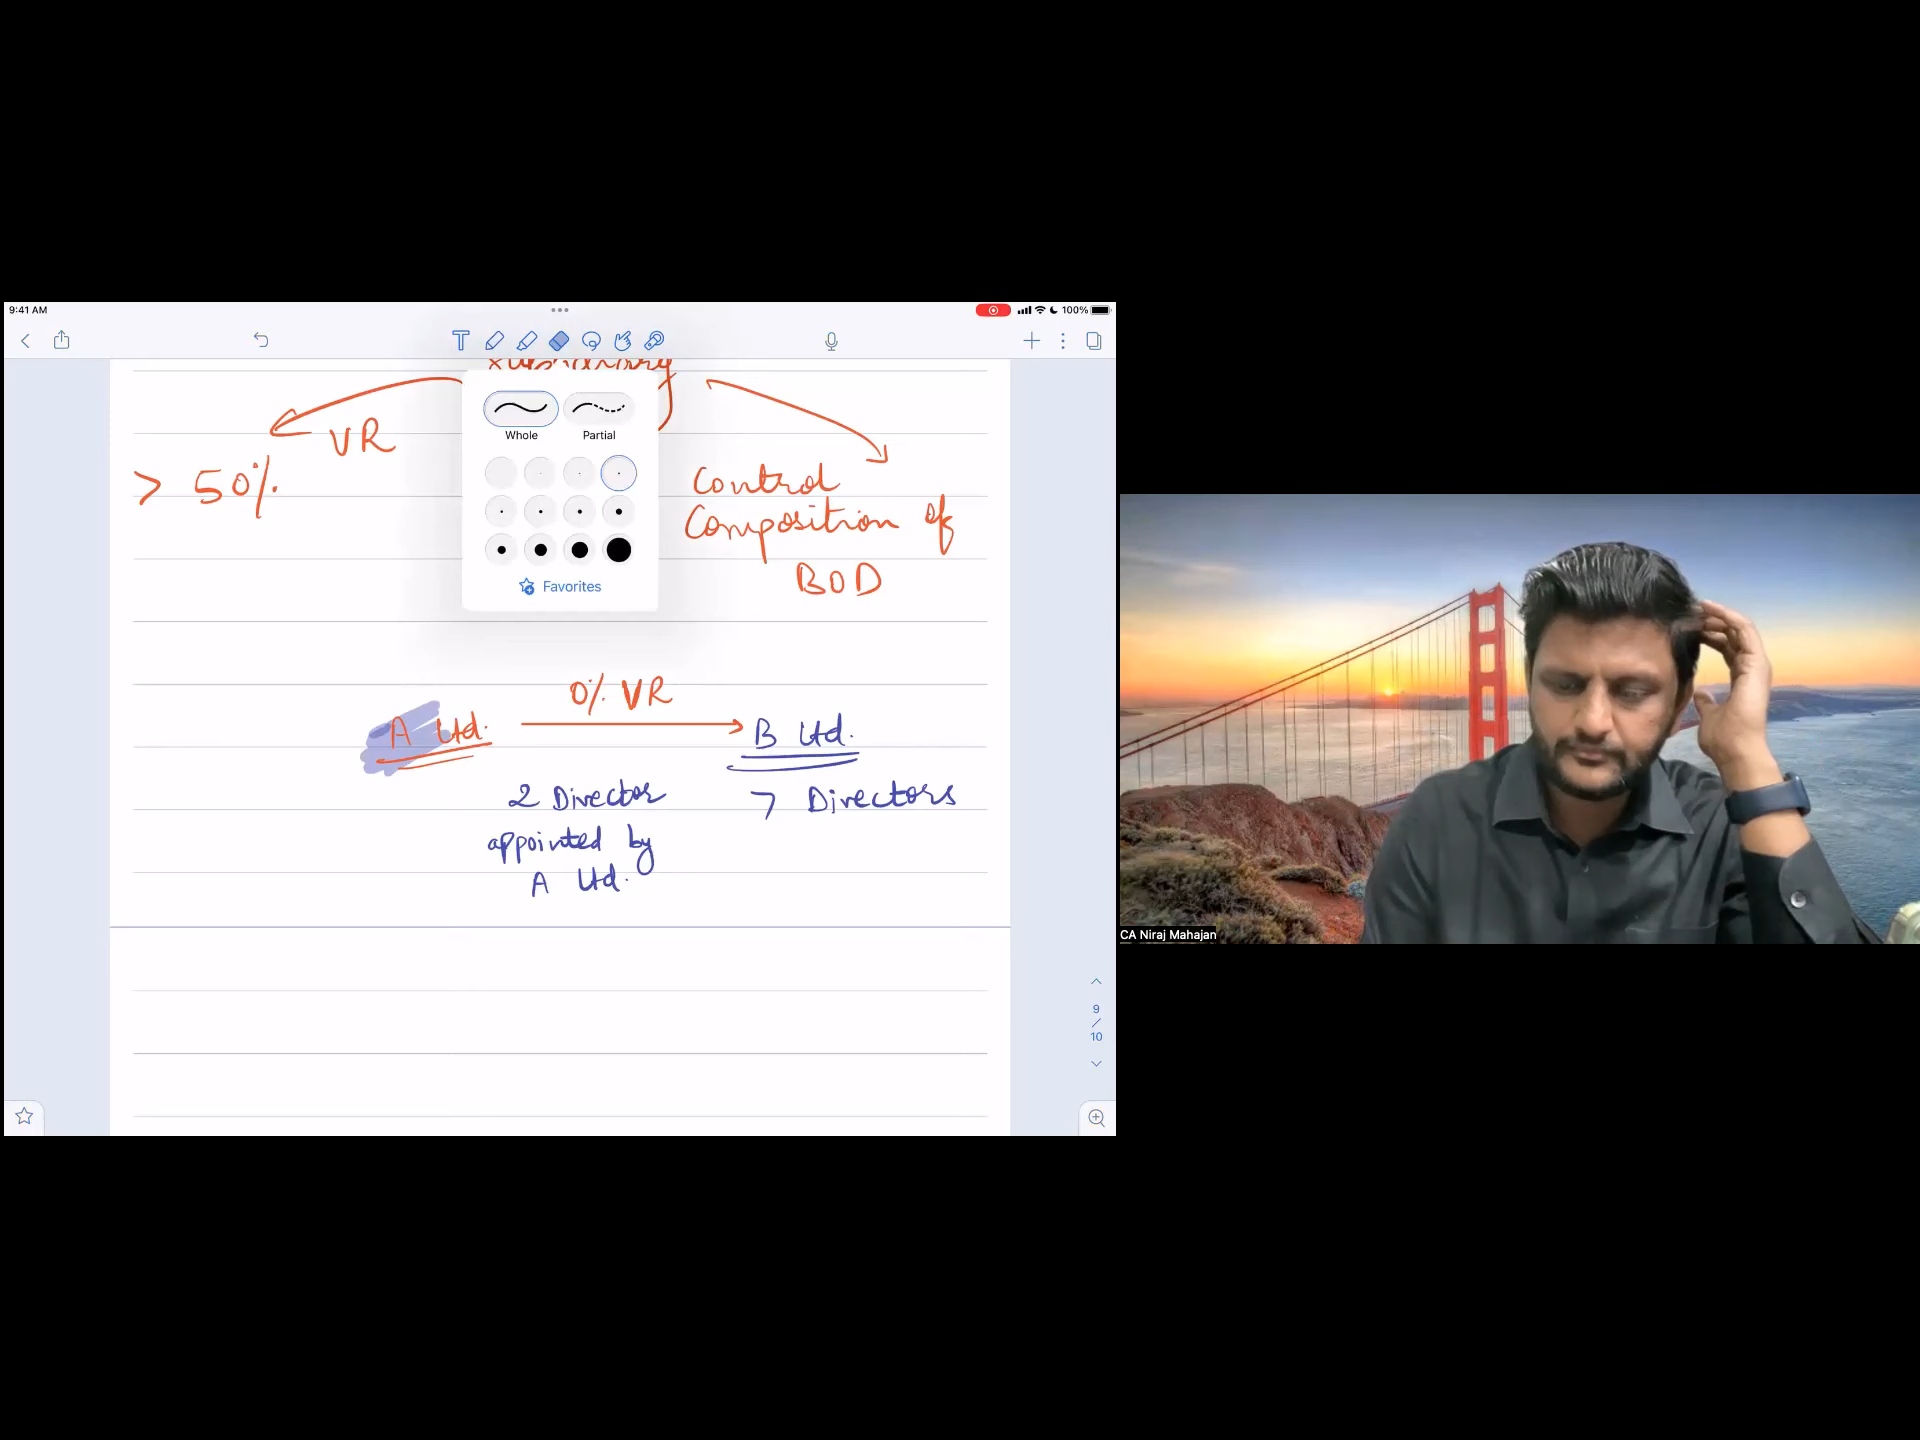 9:41 AM
100%
Subsidiary
VR
> 50%
Whole
Partial
Favorites
Control
Composition of
BOD
0% VR
A Ltd.
B Ltd.
2 Director
appointed by
A Ltd.
7 Directors
9
/
10
CA Niraj Mahajan